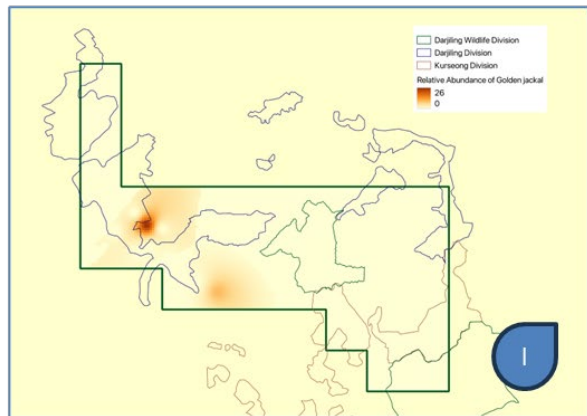 Darjiling Wildlife Division
Darjiling Division
Kurseong Division
Relative Abundance of Golden jackal
26
0
I